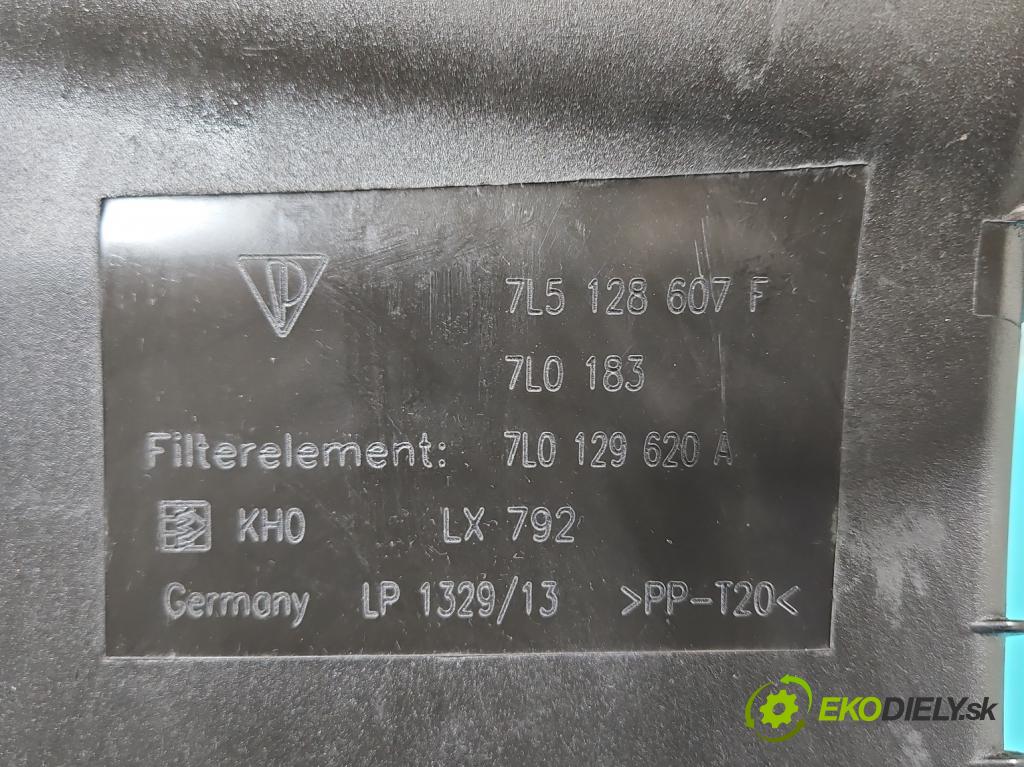 7L5 128 607 F
7L0 183
Filterelement: 7L0 129 620 A
KHO LX 792
Germany LP 1329/13 >PP-T20<
EKODIELY.sk